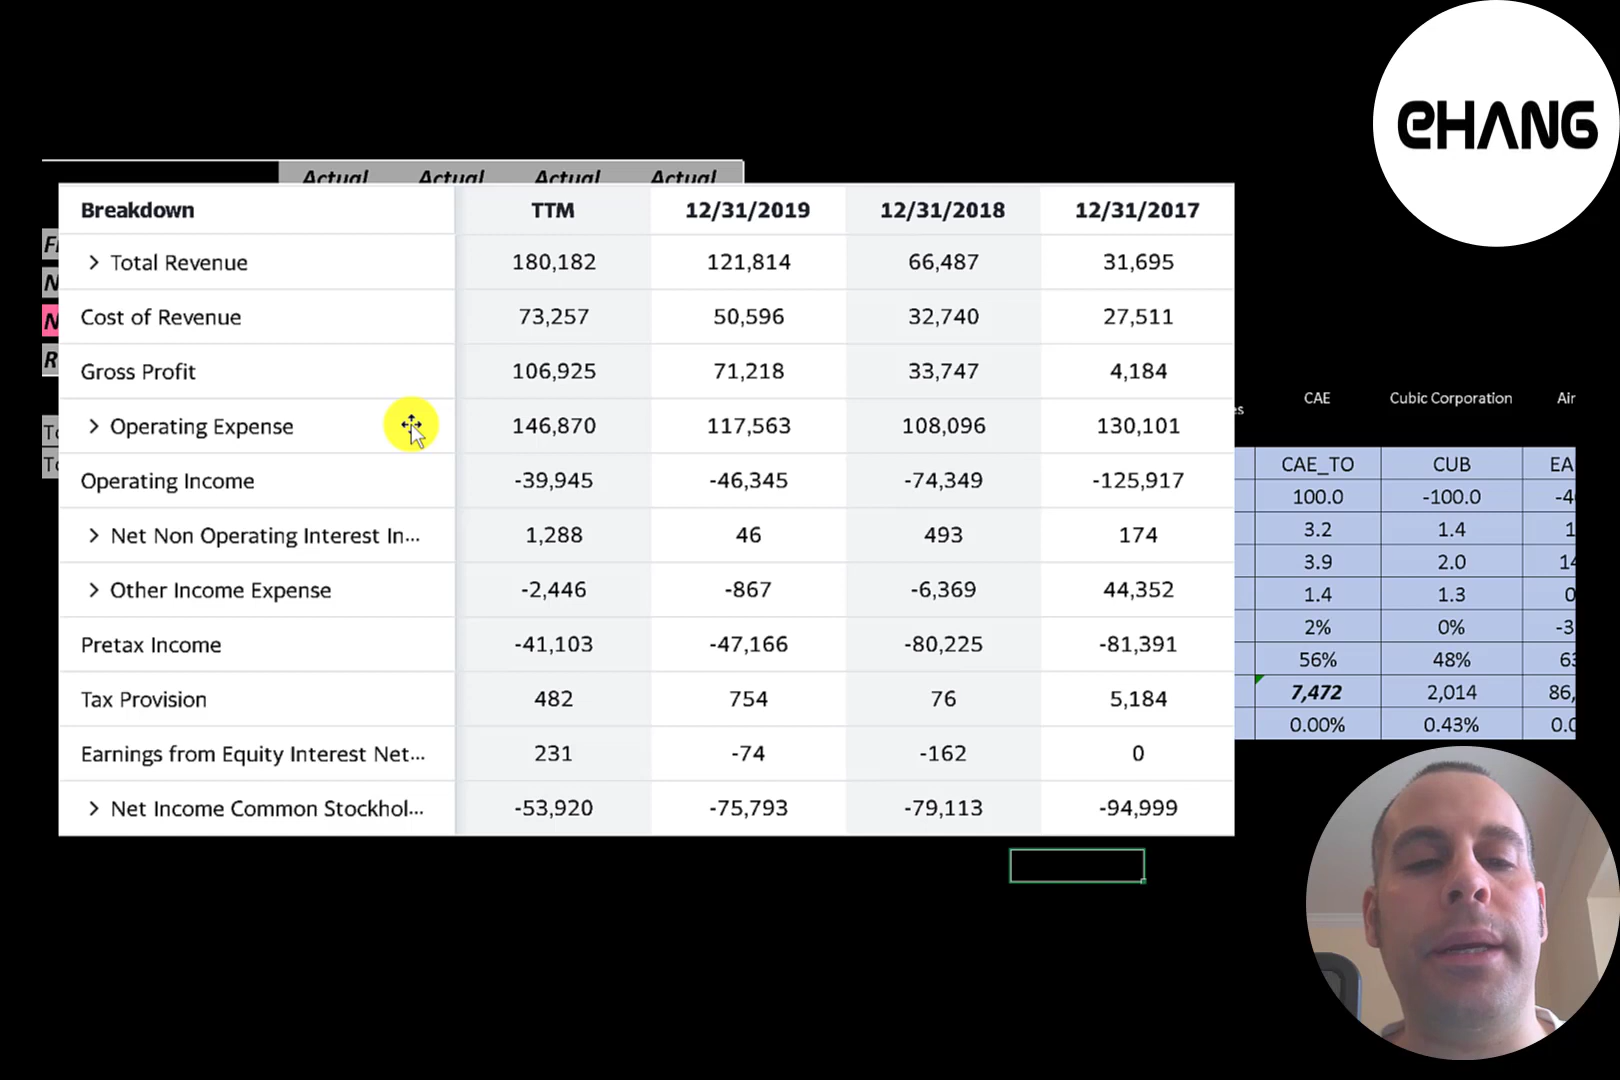 eHANG
Actual Actual Actual Actual
Breakdown TTM 12/31/2019 12/31/2018 12/31/2017
Total Revenue 180,182 121,814 66,487 31,695
Cost of Revenue 73,257 50,596 32,740 27,511
Gross Profit 106,925 71,218 33,747 4,184
Operating Expense 146,870 117,563 108,096 130,101
Operating Income -39,945 -46,345 -74,349 -125,917
Net Non Operating Interest In... 1,288 46 493 174
Other Income Expense -2,446 -867 -6,369 44,352
Pretax Income -41,103 -47,166 -80,225 -81,391
Tax Provision 482 754 76 5,184
Earnings from Equity Interest Net... 231 -74 -162 0
Net Income Common Stockhol... -53,920 -75,793 -79,113 -94,999
CAE Cubic Corporation Air
CAE_TO CUB EA
100.0 -100.0
3.2 1.4
3.9 2.0
1.4 1.3
2% 0%
56% 48%
7,472 2,014 86,
0.00% 0.43%